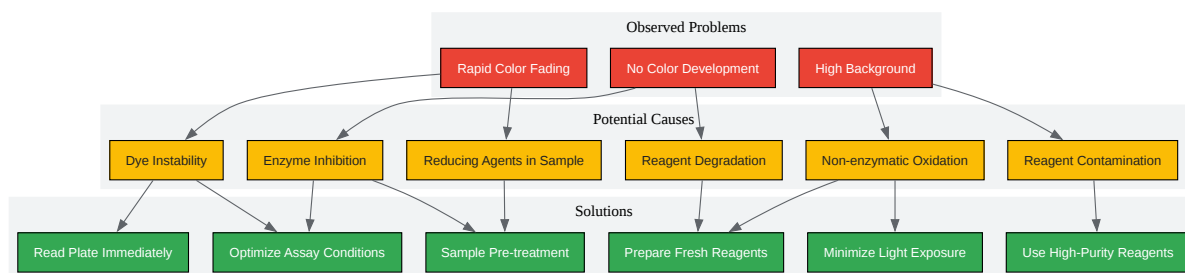 Observed Problems
Rapid Color Fading
No Color Development
High Background
Potential Causes
Dye Instability
Enzyme Inhibition
Reducing Agents in Sample
Reagent Degradation
Non-enzymatic Oxidation
Reagent Contamination
Solutions
Read Plate Immediately
Optimize Assay Conditions
Sample Pre-treatment
Prepare Fresh Reagents
Minimize Light Exposure
Use High-Purity Reagents